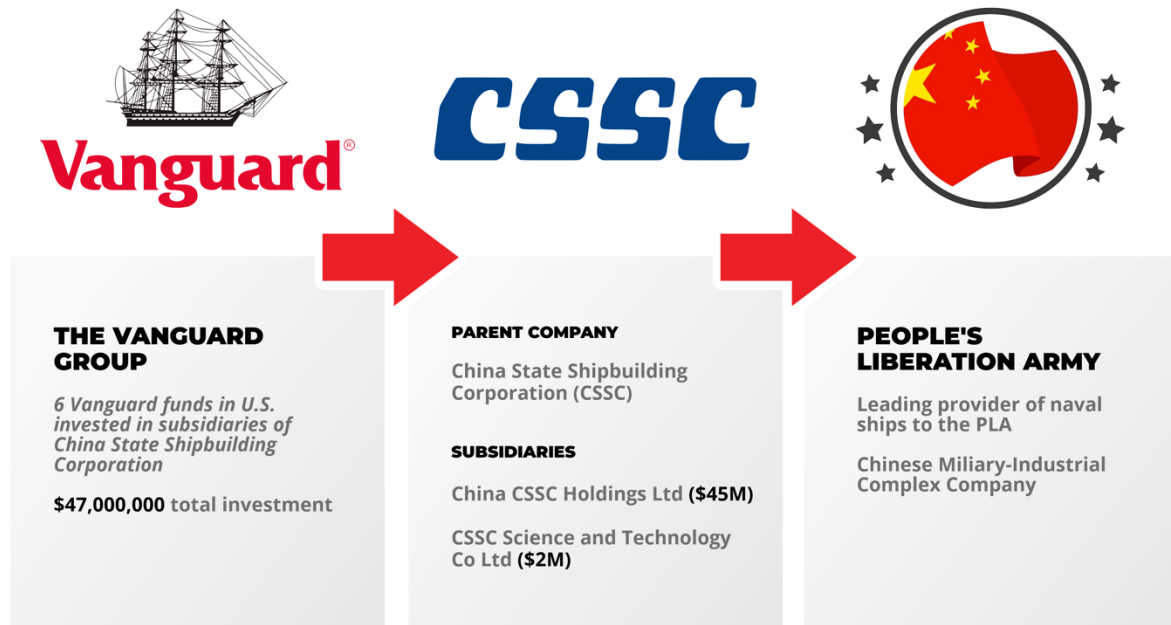 Vanguard®
CSSC
THE VANGUARD
GROUP
6 Vanguard funds in U.S.
invested in subsidiaries of
China State Shipbuilding
Corporation
$47,000,000 total investment
PARENT COMPANY
China State Shipbuilding
Corporation (CSSC)
SUBSIDIARIES
China CSSC Holdings Ltd ($45M)
CSSC Science and Technology
Co Ltd ($2M)
PEOPLE'S
LIBERATION ARMY
Leading provider of naval
ships to the PLA
Chinese Miliary-Industrial
Complex Company